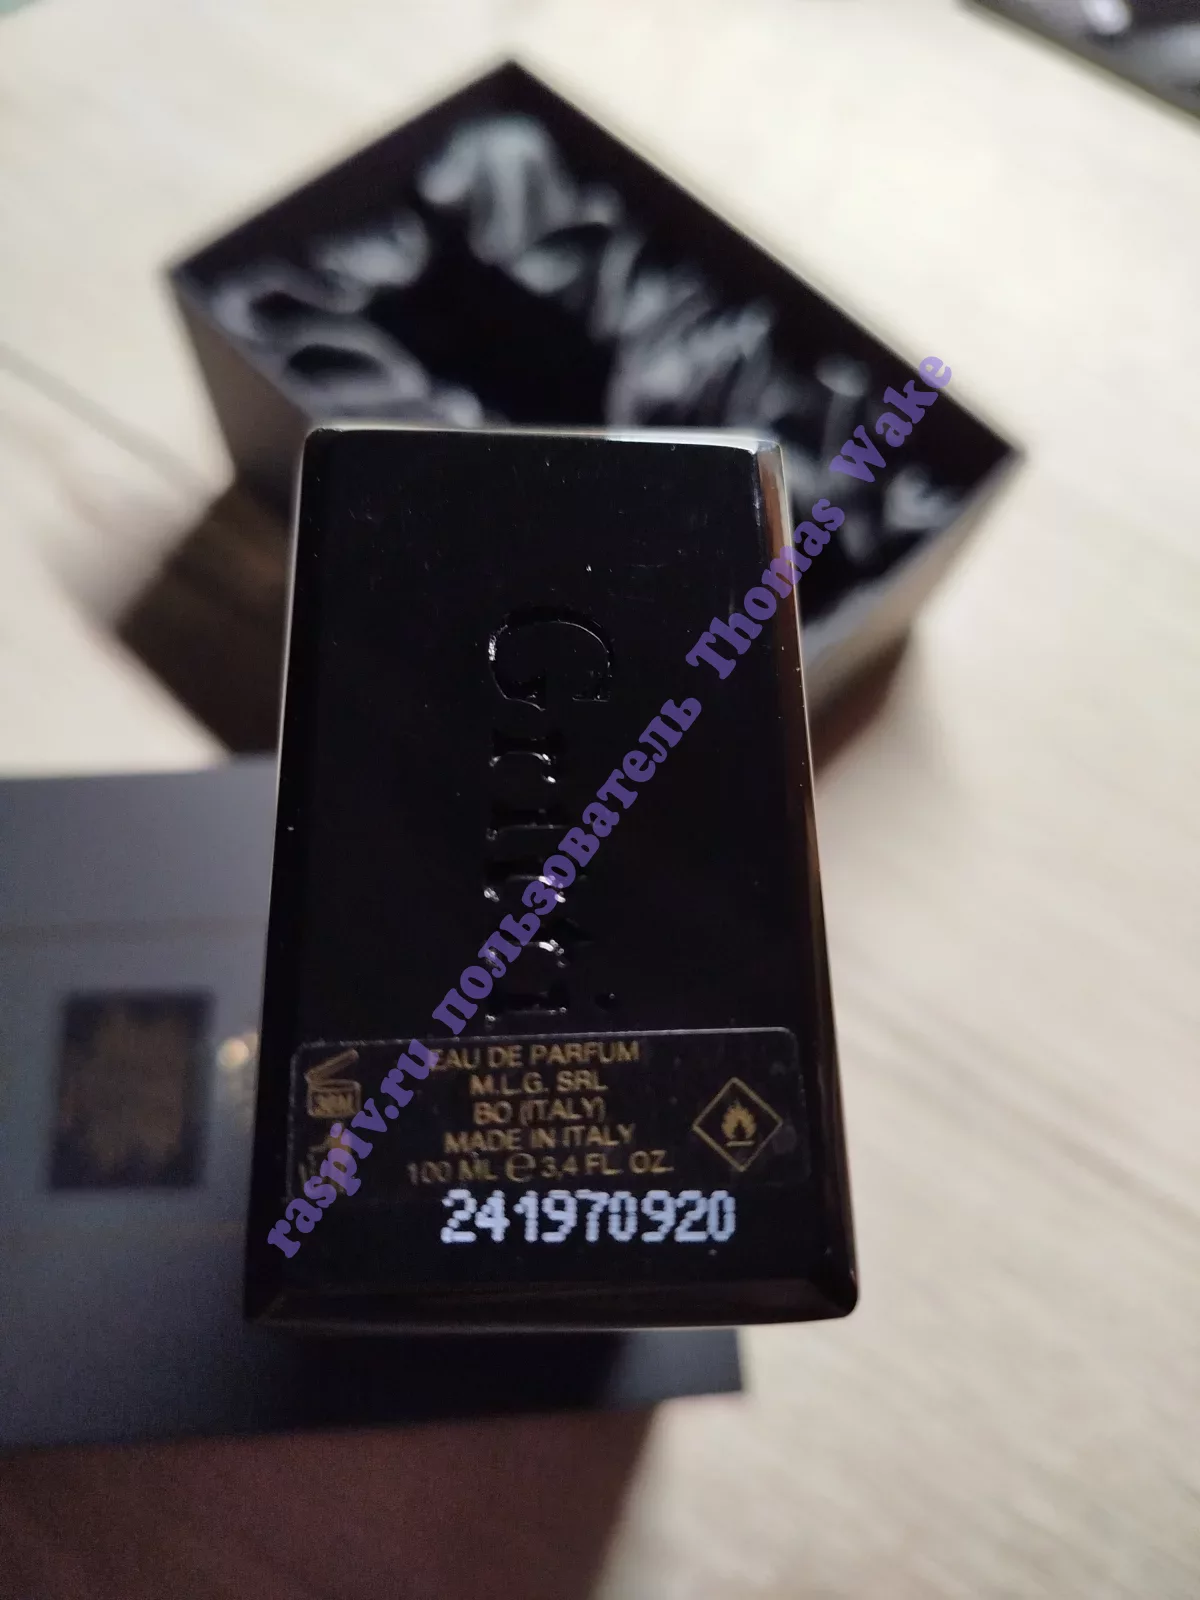 36M
EAU DE PARFUM
M.L.G. SRL
BO (ITALY)
MADE IN ITALY
100 ML ℮ 3,4 FL. OZ.
241970920
raspiv.ru пользователь Thomas Wake